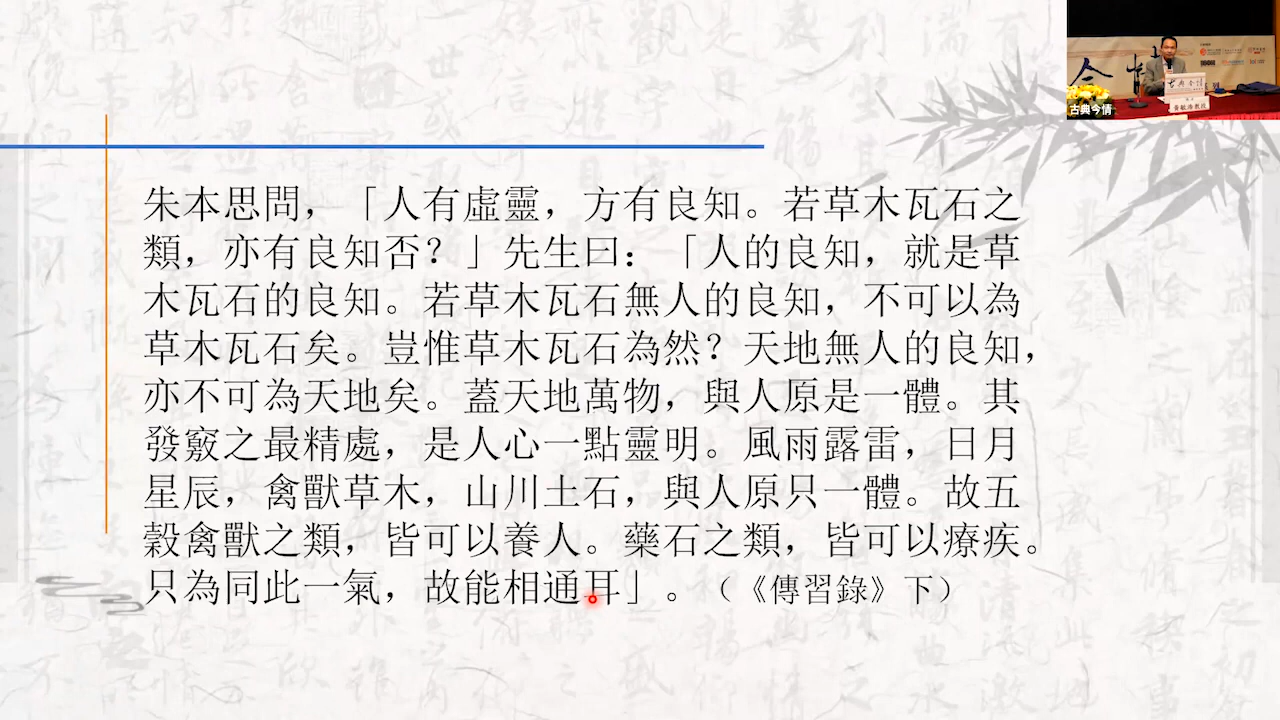 朱本思問，「人有虛靈，方有良知。若草木瓦石之
類，亦有良知否？」先生曰：「人的良知，就是草
木瓦石的良知。若草木瓦石無人的良知，不可以為
草木瓦石矣。豈惟草木瓦石為然？天地無人的良知，
亦不可為天地矣。蓋天地萬物，與人原是一體。其
發竅之最精處，是人心一點靈明。風雨露雷，日月
星辰，禽獸草木，山川土石，與人原只一體。故五
穀禽獸之類，皆可以養人。藥石之類，皆可以療疾。
只為同此一氣，故能相通耳」。（《傳習錄》下）
古典今情
古典今情